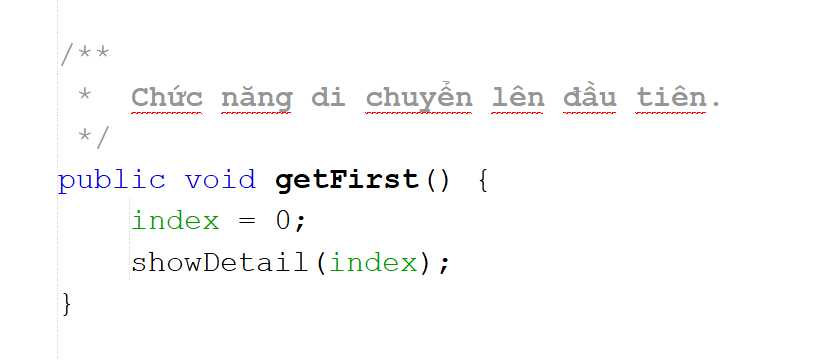 /**
 *  Chức năng di chuyển lên đầu tiên.
 */
public void getFirst() {
    index = 0;
    showDetail(index);
}